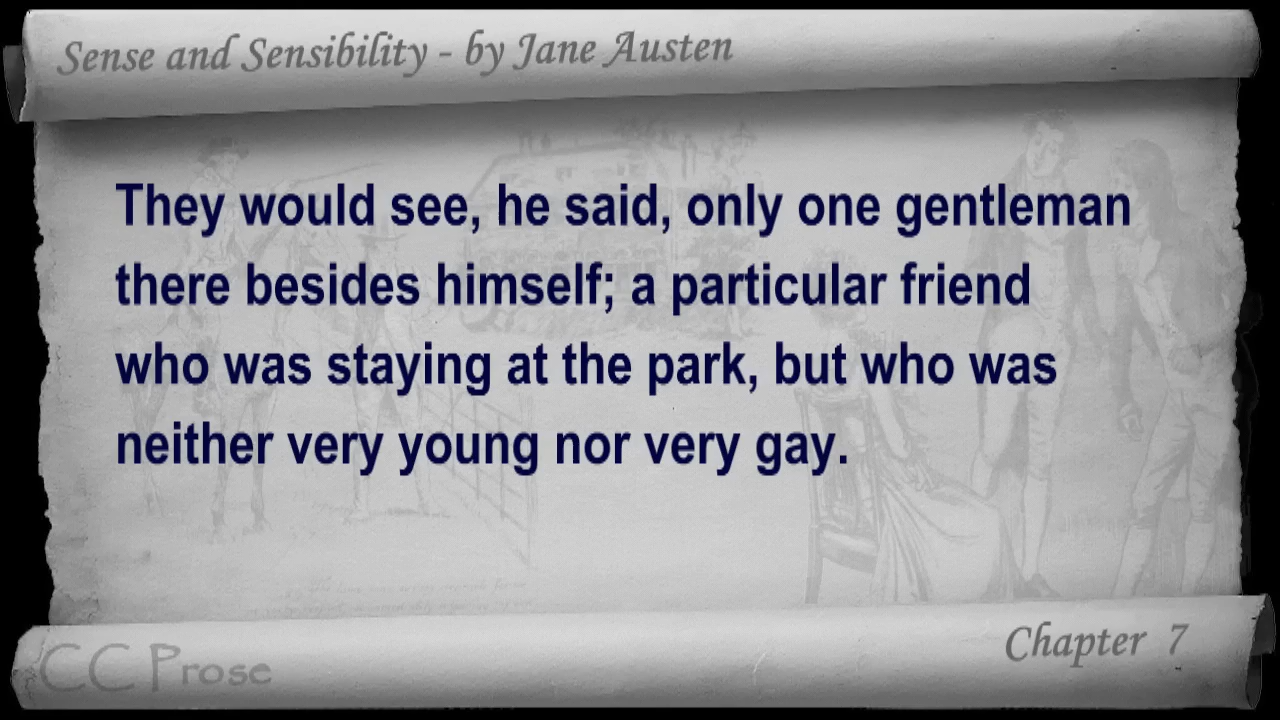 Sense and Sensibility - by Jane Austen
They would see, he said, only one gentleman
there besides himself; a particular friend
who was staying at the park, but who was
neither very young nor very gay.
Chapter 7
CC Prose